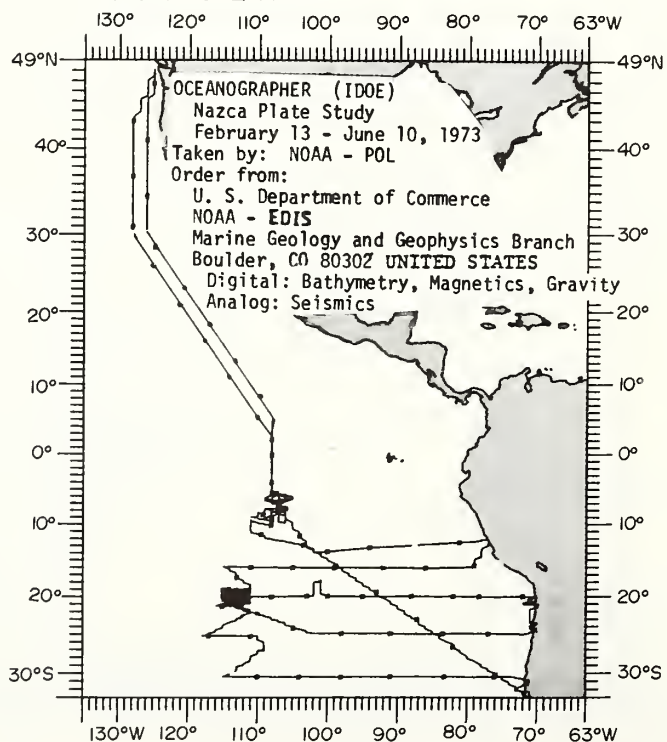 130° 120° 110° 100° 90° 80° 70° 63°W
49°N 49°N
OCEANOGRAPHER (IDOE)
Nazca Plate Study
February 13 - June 10, 1973
40° 40°
Taken by: NOAA - POL
Order from:
U. S. Department of Commerce
NOAA - EDIS
30° 30°
Marine Geology and Geophysics Branch
Boulder, CO 80302 UNITED STATES
Digital: Bathymetry, Magnetics, Gravity
Analog: Seismics
20° 20°
10° 10°
0° 0°
10° 10°
20° 20°
30°S 30°S
130°W 120° 110° 100° 90° 80° 70° 63°W